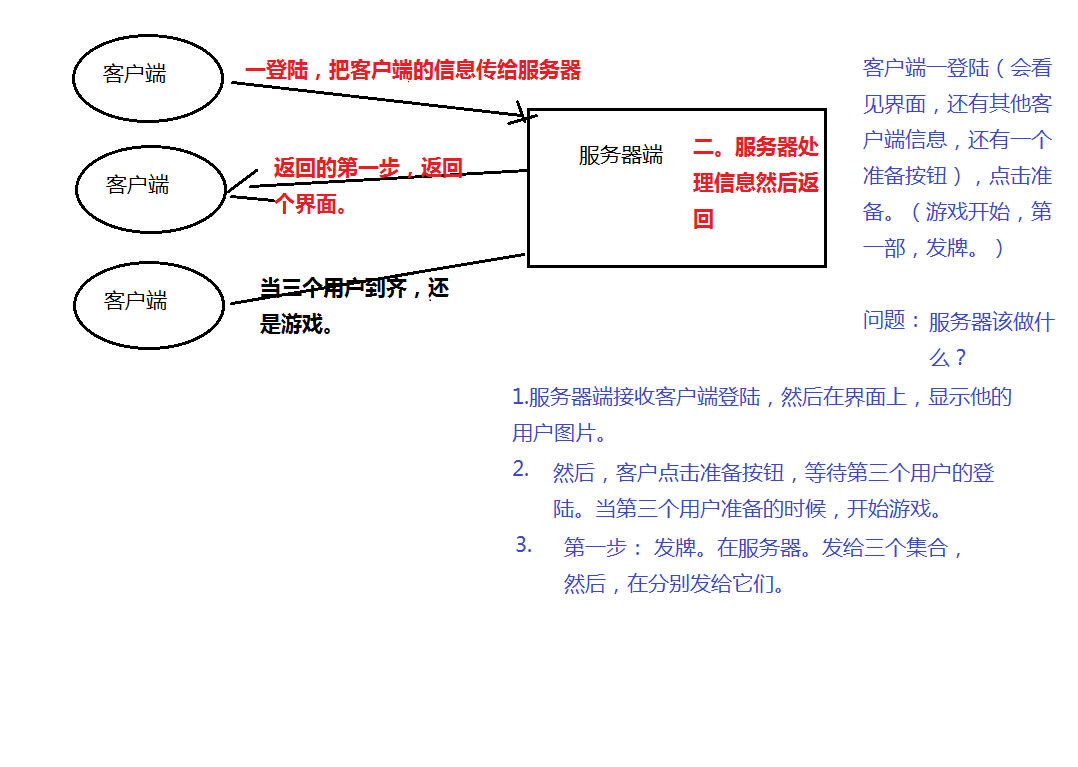 客户端
一登陆，把客户端的信息传给服务器
客户端
返回的第一步，返回
个界面。
客户端
当三个用户到齐，还
是游戏。
服务器端
二。服务器处
理信息然后返
回
客户端一登陆（会看
见界面，还有其他客
户端信息，还有一个
准备按钮），点击准
备。（游戏开始，第
一部，发牌。）
问题： 服务器该做什
么？
1.服务器端接收客户端登陆，然后在界面上，显示他的
用户图片。
2. 然后，客户点击准备按钮，等待第三个用户的登
陆。当第三个用户准备的时候，开始游戏。
3. 第一步： 发牌。在服务器。发给三个集合，
然后，在分别发给它们。